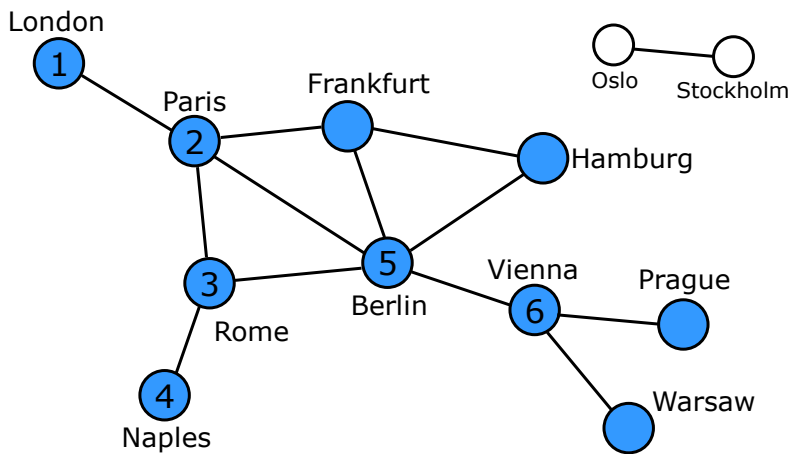 London
1
Paris
2
Frankfurt
Oslo
Stockholm
Hamburg
3
Rome
5
Berlin
Vienna
6
Prague
4
Naples
Warsaw